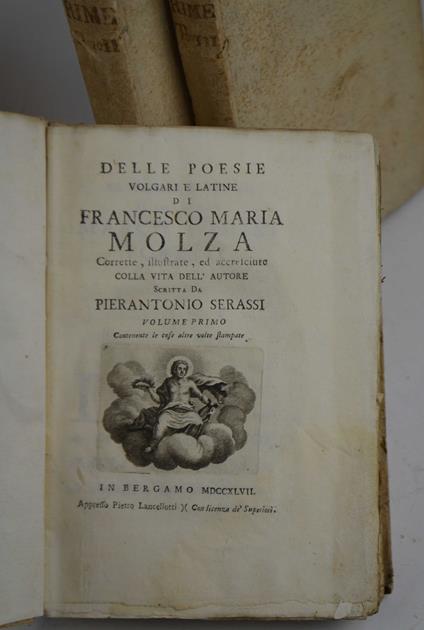 RIME
RIME
DELLE POESIE
VOLGARI E LATINE
DI
FRANCESCO MARIA
MOLZA
Corrette, illustrate, ed accresciute
COLLA VITA DELL' AUTORE
SCRITTA DA
PIERANTONIO SERASSI
VOLUME PRIMO
Contenente le cose altre volte stampate
IN BERGAMO MDCCXLVII.
Appresso Pietro Lancellotti )( Con licenza de' Superiori.